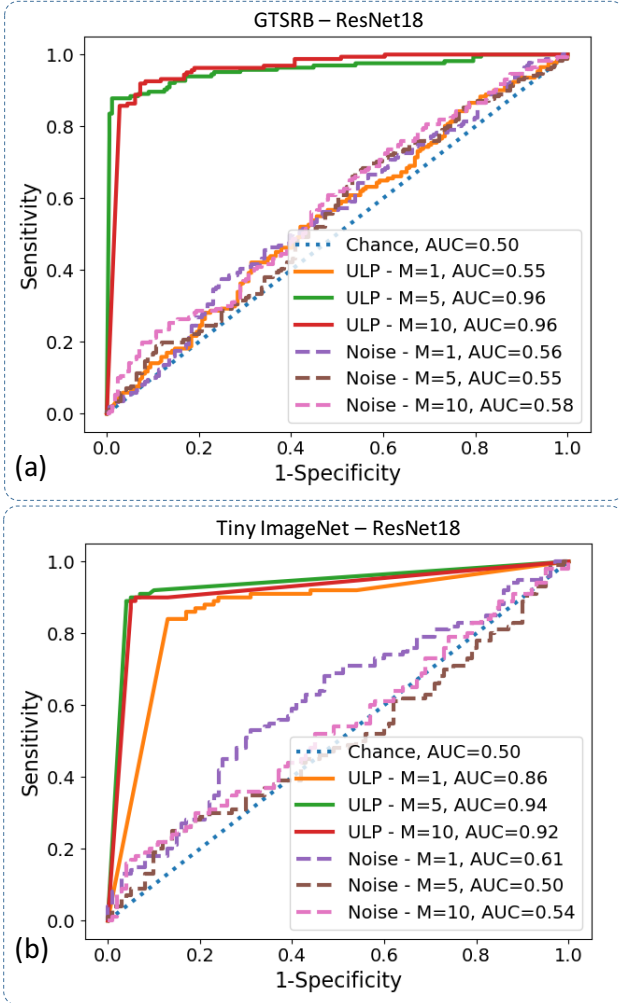 GTSRB – ResNet18
1.0
0.8
0.6
0.4
0.2
0.0
Sensitivity
Chance, AUC=0.50
ULP - M=1, AUC=0.55
ULP - M=5, AUC=0.96
ULP - M=10, AUC=0.96
Noise - M=1, AUC=0.56
Noise - M=5, AUC=0.55
Noise - M=10, AUC=0.58
0.0 0.2 0.4 0.6 0.8 1.0
1-Specificity
(a)
Tiny ImageNet – ResNet18
1.0
0.8
0.6
0.4
0.2
0.0
Sensitivity
Chance, AUC=0.50
ULP - M=1, AUC=0.86
ULP - M=5, AUC=0.94
ULP - M=10, AUC=0.92
Noise - M=1, AUC=0.61
Noise - M=5, AUC=0.50
Noise - M=10, AUC=0.54
0.0 0.2 0.4 0.6 0.8 1.0
1-Specificity
(b)